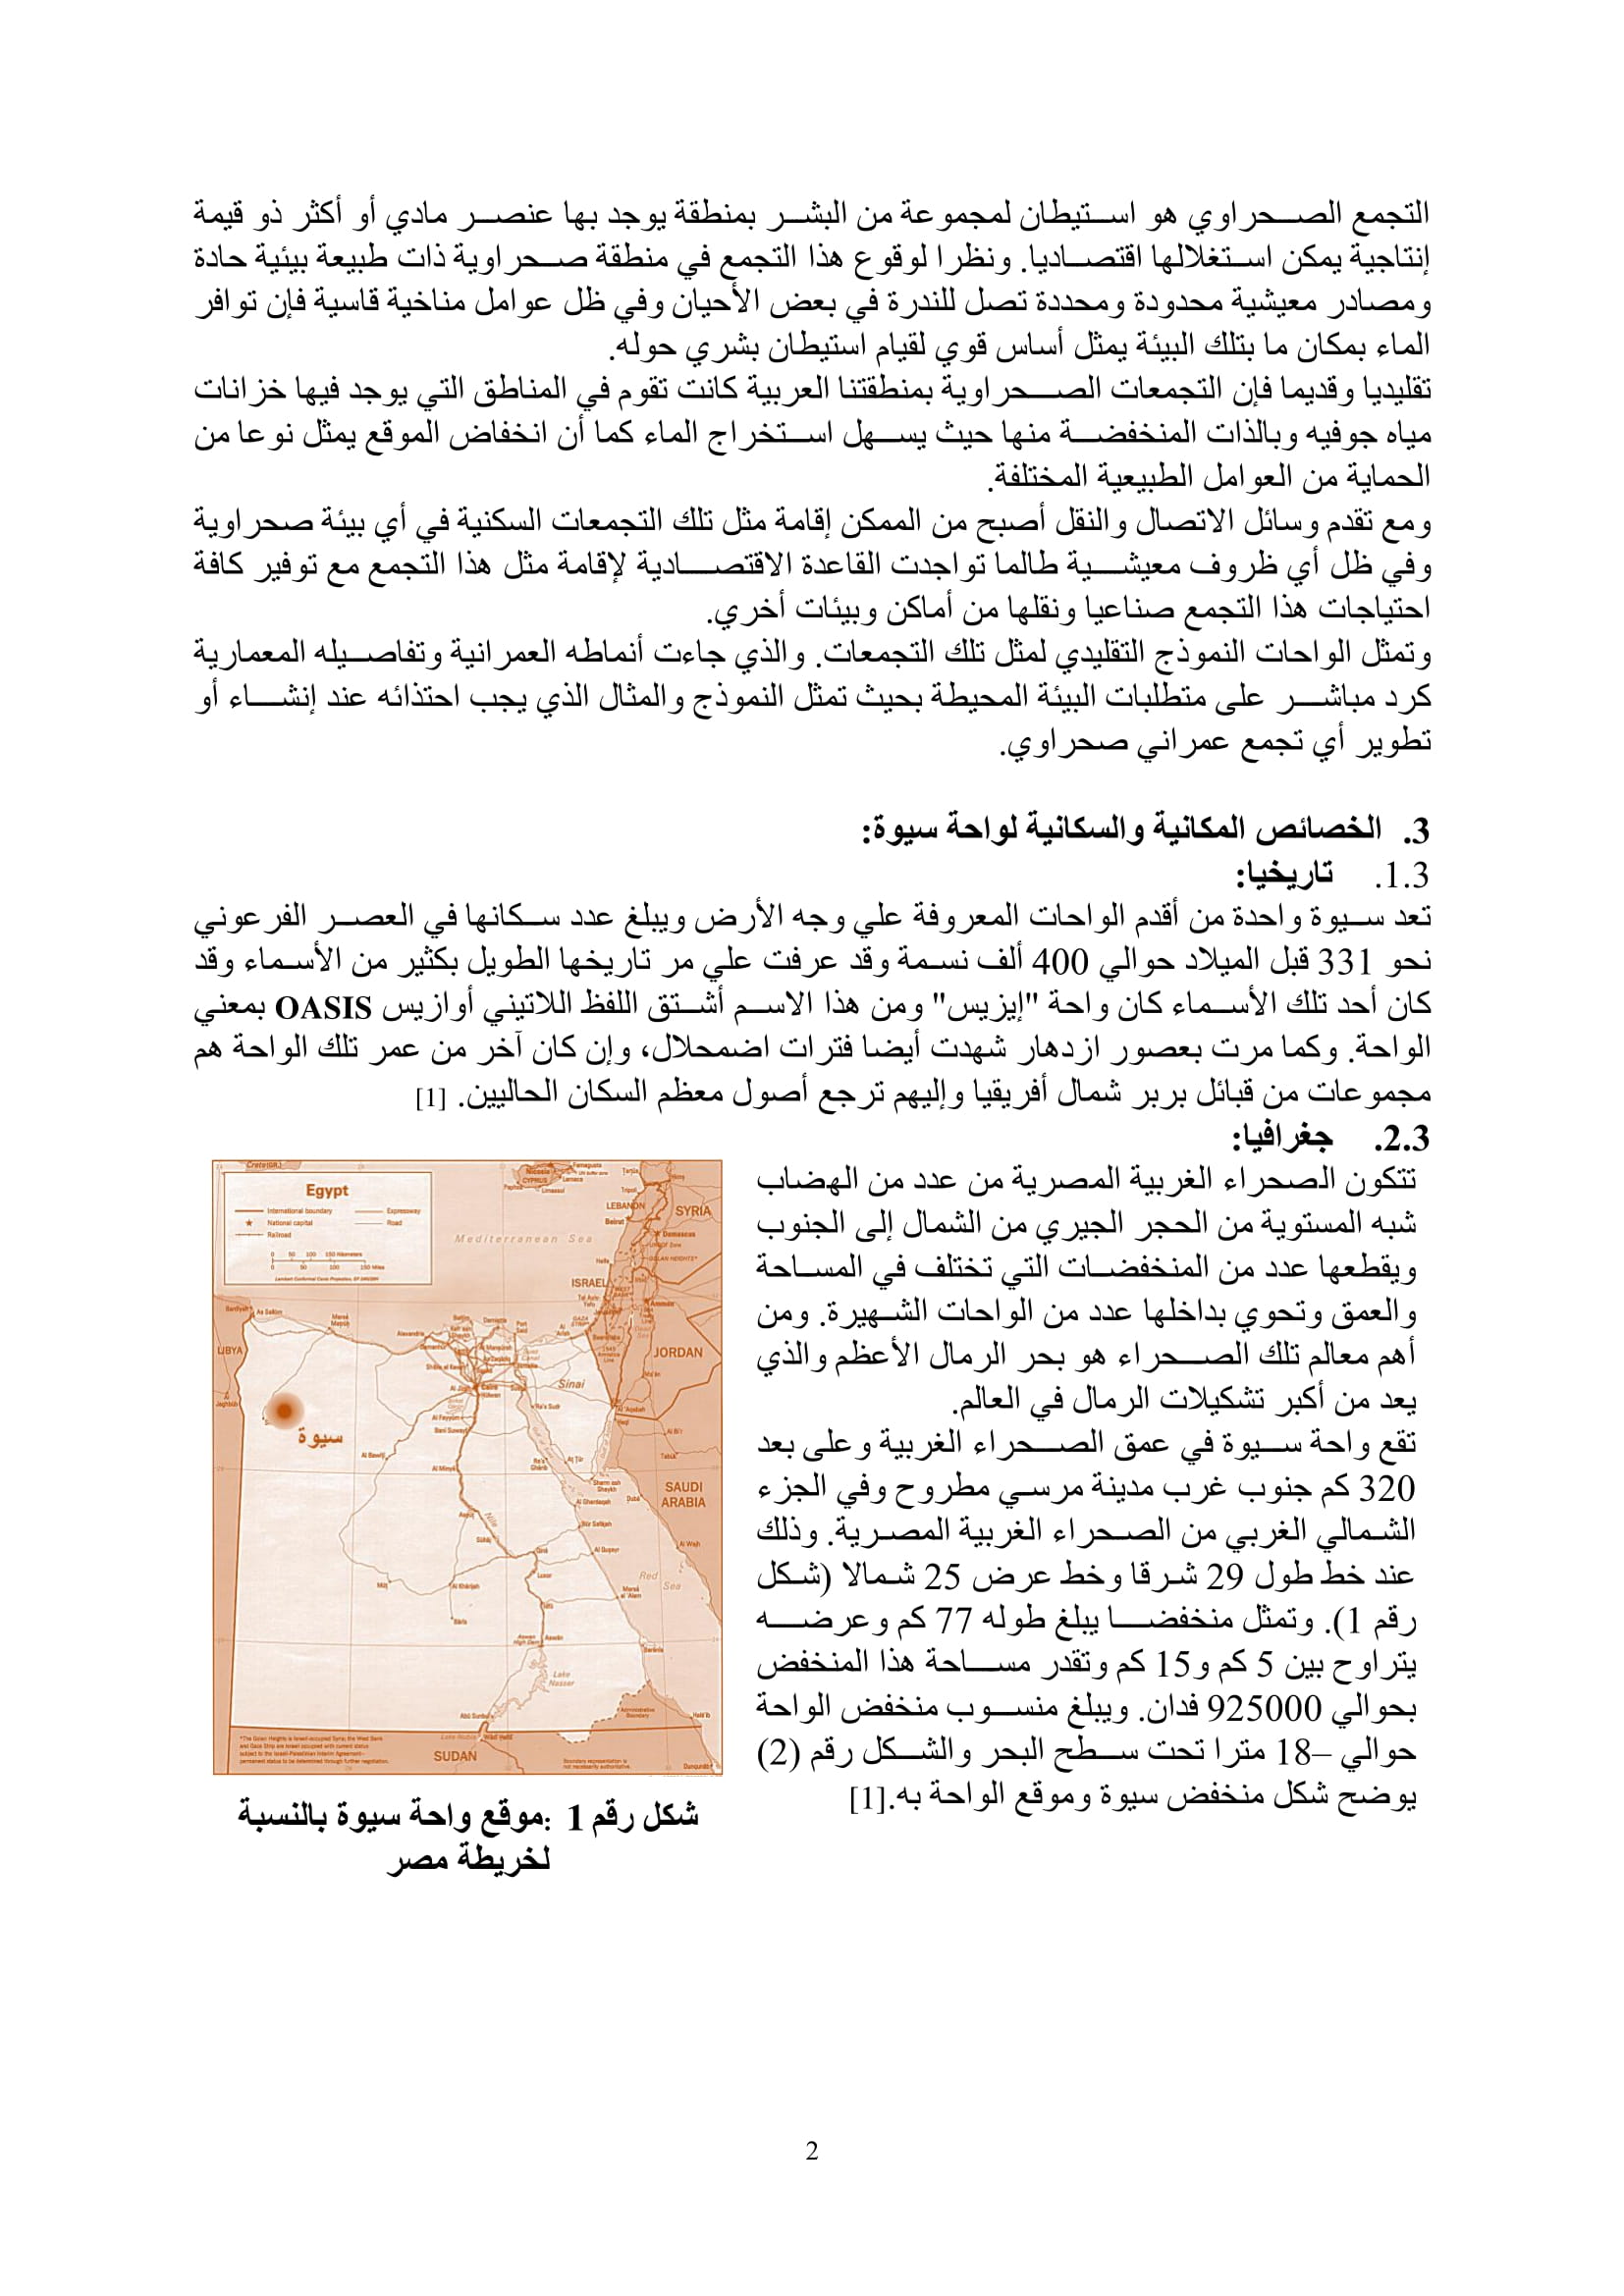 التجمع الصحراوي هو استيطان لمجموعة من البشر بمنطقة يوجد بها عنصر مادي أو أكثر ذو قيمة
إنتاجية يمكن استغلالها اقتصاديا. ونظرا لوقوع هذا التجمع في منطقة صحراوية ذات طبيعة بيئية حادة
ومصادر معيشية محدودة ومحددة تصل للندرة في بعض الأحيان وفي ظل عوامل مناخية قاسية فإن توافر
الماء بمكان ما بتلك البيئة يمثل أساس قوي لقيام استيطان بشري حوله.
تقليديا وقديما فإن التجمعات الصحراوية بمنطقتنا العربية كانت تقوم في المناطق التي يوجد فيها خزانات
مياه جوفيه وبالذات المنخفضة منها حيث يسهل استخراج الماء كما أن انخفاض الموقع يمثل نوعا من
الحماية من العوامل الطبيعية المختلفة.
ومع تقدم وسائل الاتصال والنقل أصبح من الممكن إقامة مثل تلك التجمعات السكنية في أي بيئة صحراوية
وفي ظل أي ظروف معيشية طالما تواجدت القاعدة الاقتصادية لإقامة مثل هذا التجمع مع توفير كافة
احتياجات هذا التجمع صناعيا ونقلها من أماكن وبيئات أخري.
وتمثل الواحات النموذج التقليدي لمثل تلك التجمعات. والذي جاءت أنماطه العمرانية وتفاصيله المعمارية
كرد مباشر على متطلبات البيئة المحيطة بحيث تمثل النموذج والمثال الذي يجب احتذائه عند إنشاء أو
تطوير أي تجمع عمراني صحراوي.
3. الخصائص المكانية والسكانية لواحة سيوة:
1.3. تاريخيا:
تعد سيوة واحدة من أقدم الواحات المعروفة علي وجه الأرض ويبلغ عدد سكانها في العصر الفرعوني
نحو 331 قبل الميلاد حوالي 400 ألف نسمة وقد عرفت علي مر تاريخها الطويل بكثير من الأسماء وقد
كان أحد تلك الأسماء كان واحة "إيزيس" ومن هذا الاسم أشتق اللفظ اللاتيني أوازيس OASIS بمعني
الواحة. وكما مرت بعصور ازدهار شهدت أيضا فترات اضمحلال، وإن كان آخر من عمر تلك الواحة هم
مجموعات من قبائل بربر شمال أفريقيا وإليهم ترجع أصول معظم السكان الحاليين. [1]
2.3. جغرافيا:
تتكون الصحراء الغربية المصرية من عدد من الهضاب
شبه المستوية من الحجر الجيري من الشمال إلى الجنوب
ويقطعها عدد من المنخفضات التي تختلف في المساحة
والعمق وتحوي بداخلها عدد من الواحات الشهيرة. ومن
أهم معالم تلك الصحراء هو بحر الرمال الأعظم والذي
يعد من أكبر تشكيلات الرمال في العالم.
تقع واحة سيوة في عمق الصحراء الغربية وعلى بعد
320 كم جنوب غرب مدينة مرسي مطروح وفي الجزء
الشمالي الغربي من الصحراء الغربية المصرية. وذلك
عند خط طول 29 شرقا وخط عرض 25 شمالا (شكل
رقم 1). وتمثل منخفضا يبلغ طوله 77 كم وعرضه
يتراوح بين 5 كم و15 كم وتقدر مساحة هذا المنخفض
بحوالي 925000 فدان. ويبلغ منسوب منخفض الواحة
حوالي –18 مترا تحت سطح البحر والشكل رقم (2)
يوضح شكل منخفض سيوة وموقع الواحة به.[1]
Egypt
International boundary
Expressway
National capital
Road
Railroad
0 50 100 150 Kilometers
0 50 100 150 Miles
Mediterranean Sea
CYPRUS
LEBANON
Beirut
SYRIA
Damascus
ISRAEL
JORDAN
LIBYA
Sinai
سيوة
SAUDI
ARABIA
Nile
Luxor
Red
Sea
Lake
Nasser
SUDAN
شكل رقم 1 :موقع واحة سيوة بالنسبة
لخريطة مصر
2